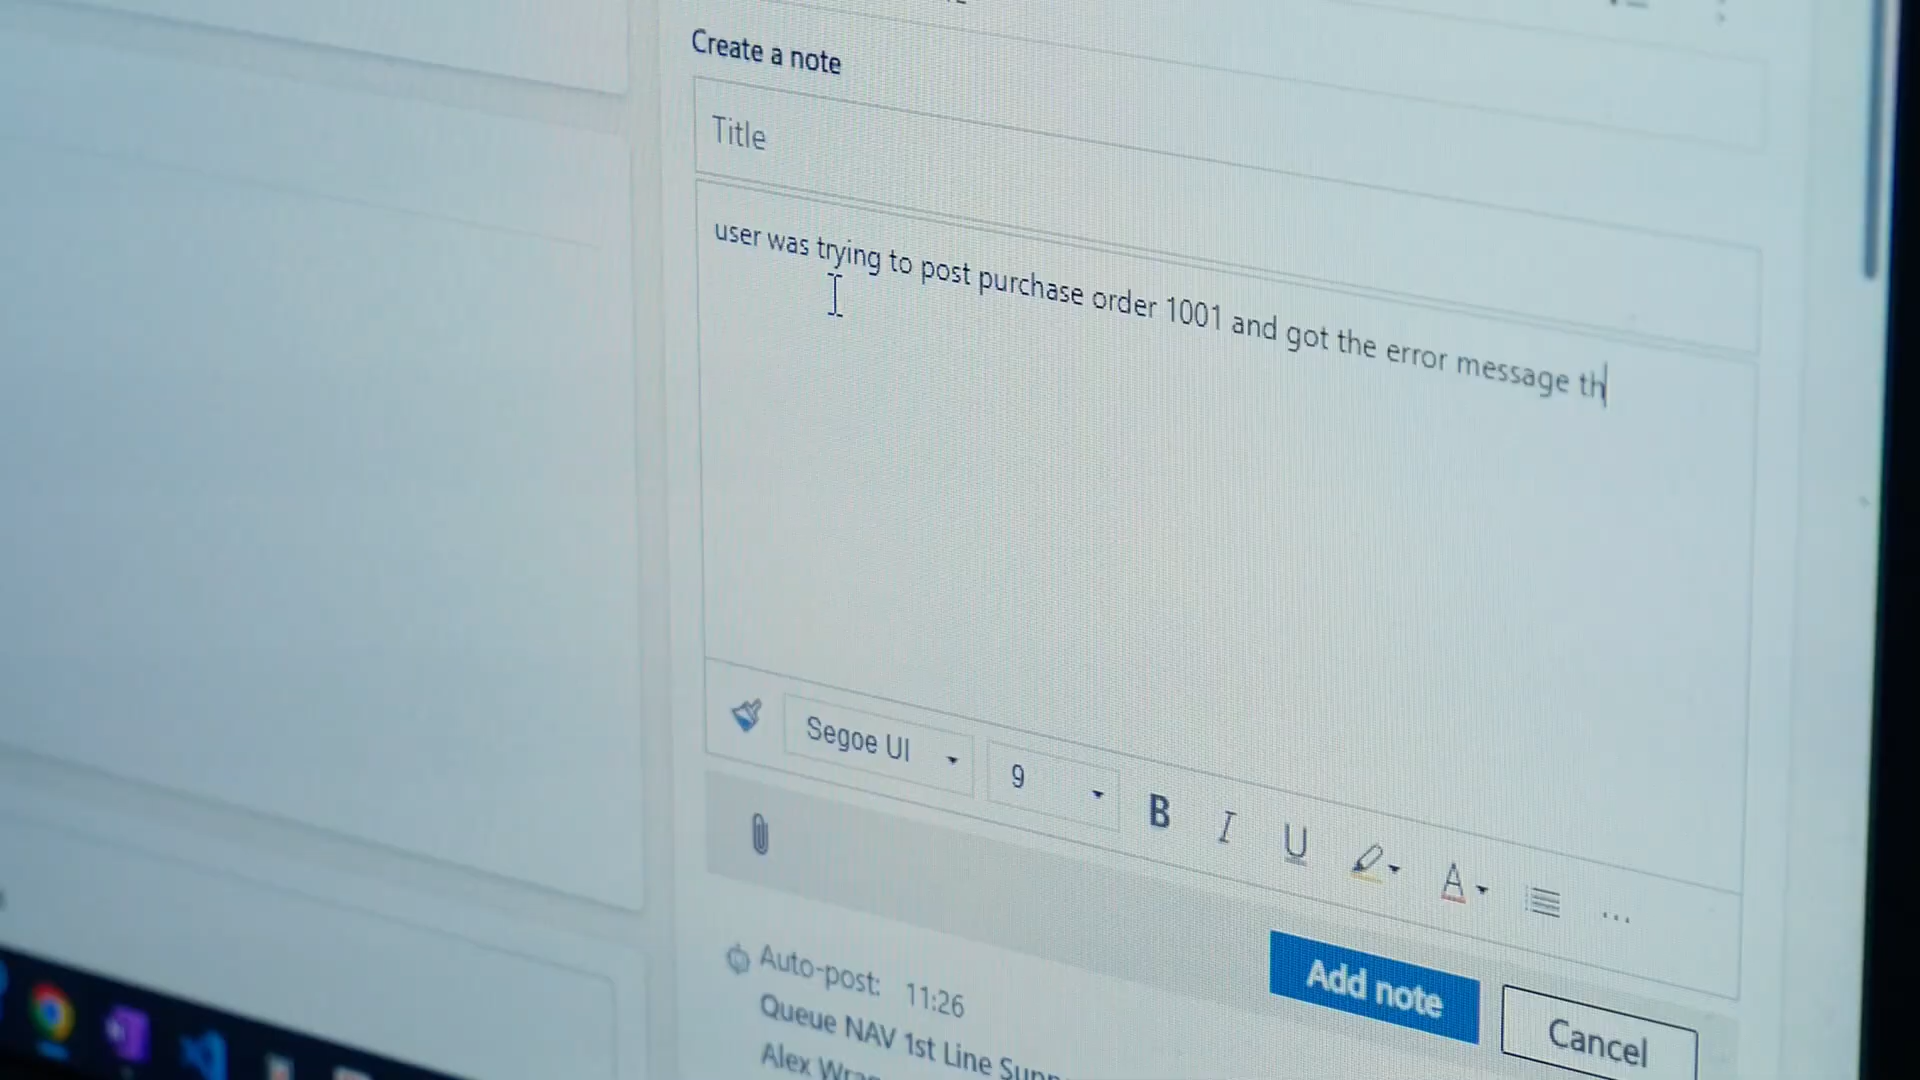 Create a note
Title
user was trying to post purchase order 1001 and got the error message th
Segoe UI
9
B I U A ...
Add note
Cancel
Auto-post: 11:26
Queue NAV 1st Line
Alex